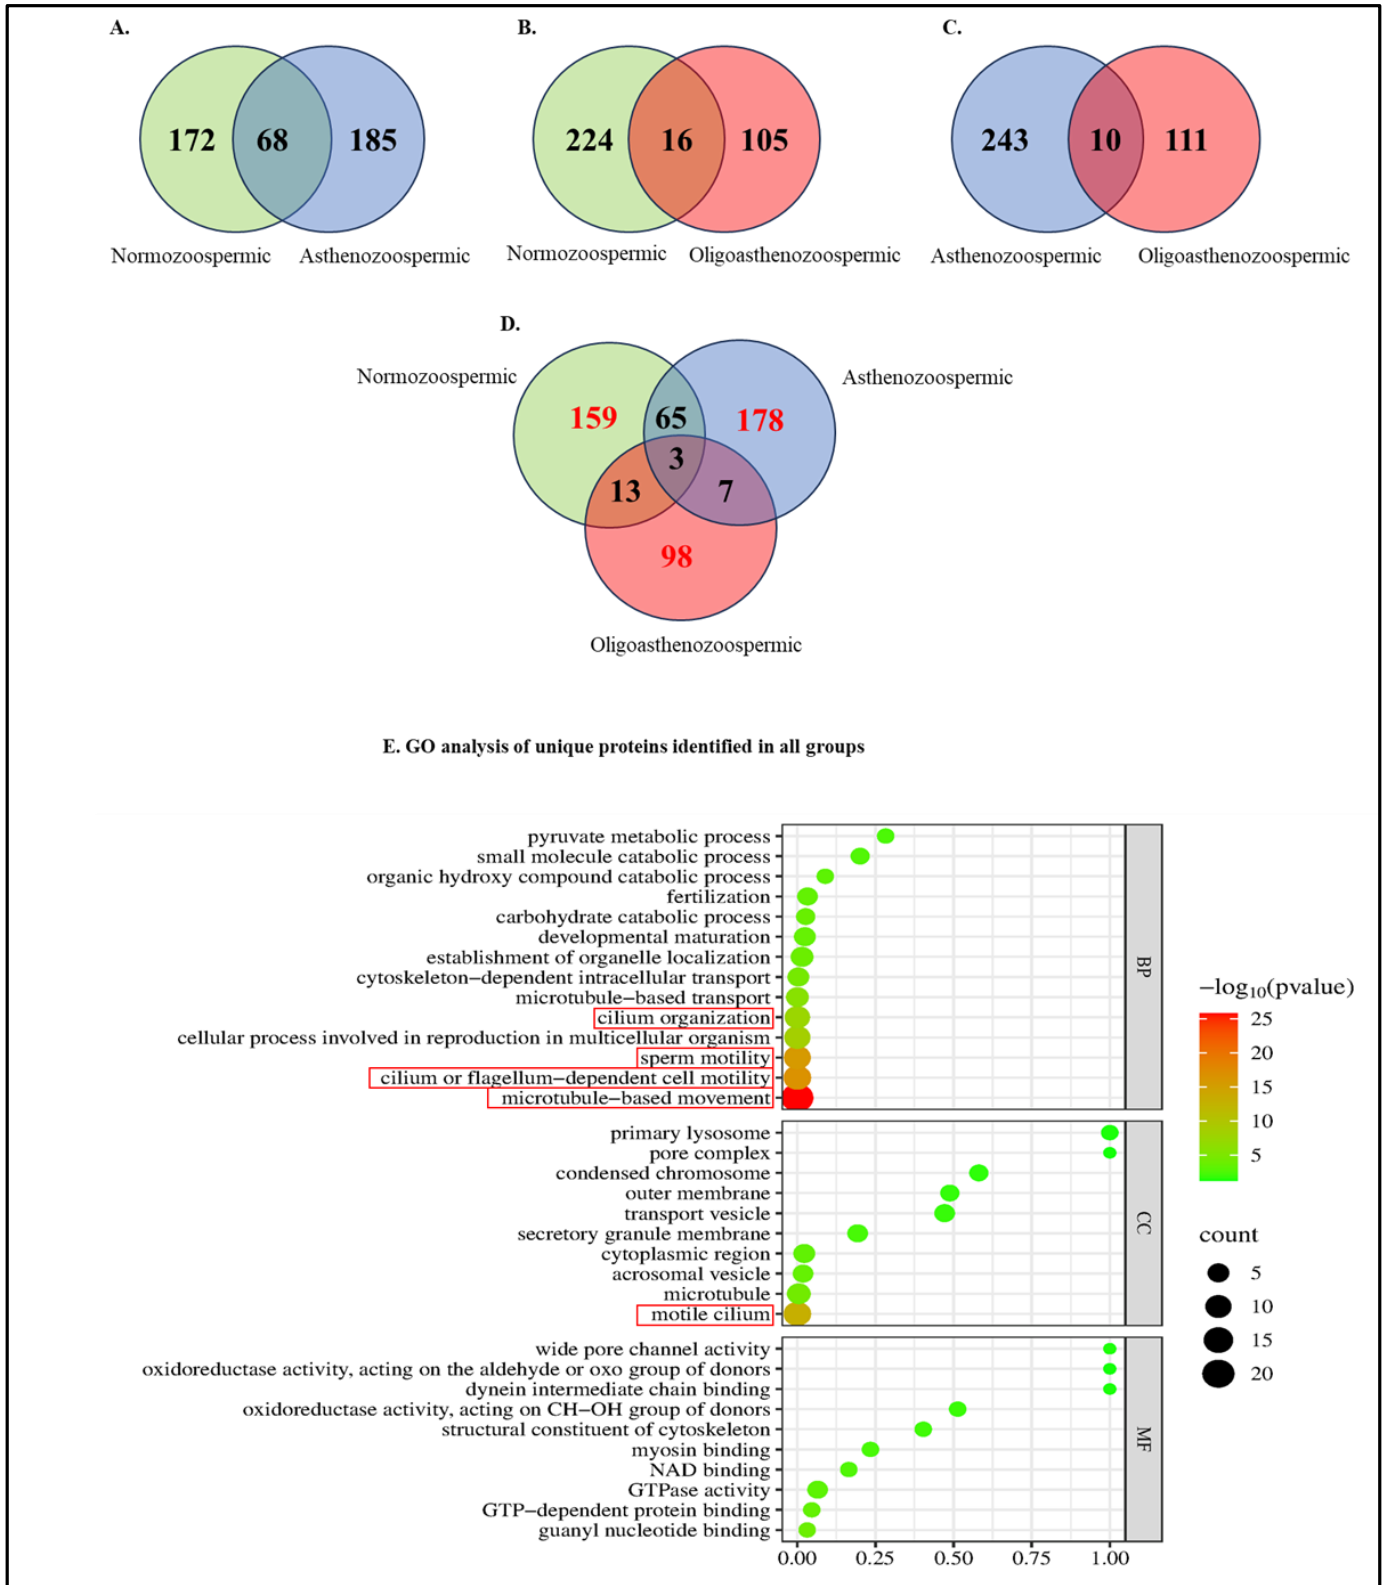 A.
B.
C.
172 68 185
224 16 105
243 10 111
Normozoospermic Asthenozoospermic
Normozoospermic Oligoasthenozoospermic
Asthenozoospermic Oligoasthenozoospermic
D.
Normozoospermic
Asthenozoospermic
159 65 178
3
13 7
98
Oligoasthenozoospermic
E. GO analysis of unique proteins identified in all groups
pyruvate metabolic process
small molecule catabolic process
organic hydroxy compound catabolic process
fertilization
carbohydrate catabolic process
developmental maturation
establishment of organelle localization
cytoskeleton−dependent intracellular transport
microtubule−based transport
cilium organization
cellular process involved in reproduction in multicellular organism
sperm motility
cilium or flagellum−dependent cell motility
microtubule−based movement
BP
primary lysosome
pore complex
condensed chromosome
outer membrane
transport vesicle
secretory granule membrane
cytoplasmic region
acrosomal vesicle
microtubule
motile cilium
CC
wide pore channel activity
oxidoreductase activity, acting on the aldehyde or oxo group of donors
dynein intermediate chain binding
oxidoreductase activity, acting on CH−OH group of donors
structural constituent of cytoskeleton
myosin binding
NAD binding
GTPase activity
GTP−dependent protein binding
guanyl nucleotide binding
MF
0.00 0.25 0.50 0.75 1.00
−log10(pvalue)
25
20
15
10
5
count
5
10
15
20